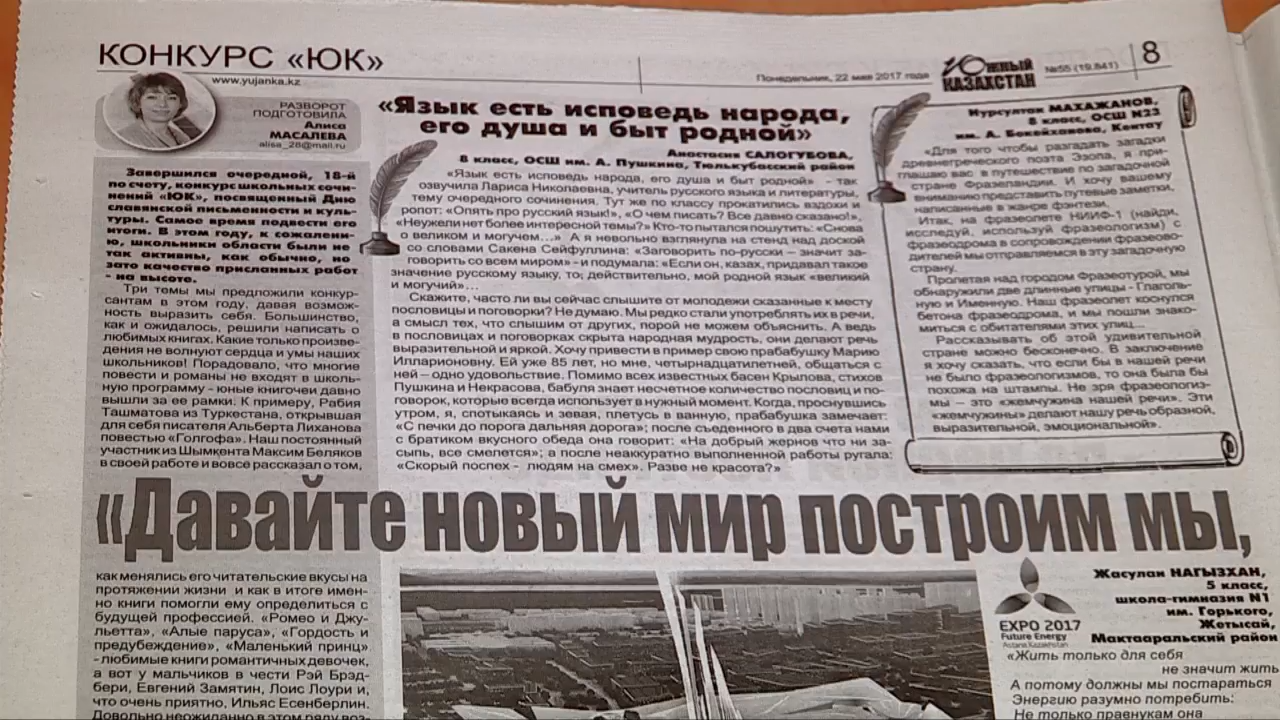 КОНКУРС «ЮК»
www.yujanka.kz
Понедельник, 22 мая 2017 года
Южный
КАЗАХСТАН
№55 (19.841)
8
РАЗВОРОТ
ПОДГОТОВИЛА
Алиса
МАСАЛЕВА
alisa_28@mail.ru
Завершился очередной, 18-й
по счету, конкурс школьных сочи-
нений «ЮК», посвященный Дню
славянской письменности и куль-
туры. Самое время подвести его
итоги. В этом году, к сожалению,
школьники области были не
так активны, как обычно, но
зато качество присланных работ
- на высоте.
Три темы мы предложили конкур-
сантам в этом году, давая возмож-
ность выразить себя. Большинство,
как и ожидалось, решили написать о
любимых книгах. Какие только произве-
дения не волнуют сердца и умы наших
школьников! Порадовало, что многие
повести и романы не входят в школь-
ную программу - юные книгочеи давно
вышли за ее рамки. К примеру, Рабия
Ташматова из Туркестана, открывшая
для себя писателя Альберта Лиханова
повестью «Голгофа». Наш постоянный
участник из Шымкента Максим Беляков
в своей работе и вовсе рассказал о том,
«Язык есть исповедь народа,
его душа и быт родной»
Анастасия САЛОГУБОВА,
8 класс, ОСШ им. А. Пушкина, Тюлькубасский район
«Язык есть исповедь народа, его душа и быт родной» - так
озвучила Лариса Николаевна, учитель русского языка и литературы,
тему очередного сочинения. Тут же по классу прокатились вздохи и
ропот: «Опять про русский язык!», «О чем писать? Все давно сказано!»,
«Неужели нет более интересной темы?» Кто-то пытался пошутить: «Снова
о великом и могучем…» А я невольно взглянула на стенд над доской
со словами Сакена Сейфуллина: «Заговорить по-русски – значит за-
говорить со всем миром» - и подумала: «Если он, казах, придавал такое
значение русскому языку, то, действительно, мой родной язык «великий
и могучий»…
Скажите, часто ли вы сейчас слышите от молодежи сказанные к месту
пословицы и поговорки? Не думаю. Мы редко стали употреблять их в речи,
а смысл тех, что слышим от других, порой не можем объяснить. А ведь
в пословицах и поговорках скрыта народная мудрость, они делают речь
выразительной и яркой. Хочу привести в пример свою прабабушку Марию
Илларионовну. Ей уже 85 лет, но мне, четырнадцатилетней, общаться с
ней – одно удовольствие. Помимо всех известных басен Крылова, стихов
Пушкина и Некрасова, бабуля знает несчетное количество пословиц и по-
говорок, которые всегда использует в нужный момент. Когда, проснувшись
утром, я, спотыкаясь и зевая, плетусь в ванную, прабабушка замечает:
«С печки до порога дальняя дорога»; после съеденного в два счета нами
с братиком вкусного обеда она говорит: «На добрый жернов что ни за-
сыпь, все смелется»; а после неаккуратно выполненной работы ругала:
«Скорый поспех - людям на смех». Разве не красота?»
Нурсултан МАХАЖАНОВ,
8 класс, ОСШ N23
им. А. Бокейханова, Кентау
«Для того чтобы разгадать загадки
древнегреческого поэта Эзопа, я при-
глашаю вас в путешествие по загадочной
стране Фразеландии. И хочу вашему
вниманию представить путевые заметки,
написанные в жанре фэнтези.
Итак, на фразеолете НИИФ-1 (найди,
исследуй, используй фразеологизм) с
фразеодрома в сопровождении фразеово-
дителей мы отправляемся в эту загадочную
страну.
Пролетая над городом Фразеотурой, мы
обнаружили две длинные улицы - Глаголь-
ную и Именную. Наш фразеолет коснулся
бетона фразеодрома, и мы пошли знако-
миться с обитателями этих улиц…
Рассказывать об этой удивительной
стране можно бесконечно. В заключение
я хочу сказать, что если бы в нашей речи
не было фразеологизмов, то она была бы
похожа на штампы. Не зря фразеологиз-
мы – это «жемчужина нашей речи». Эти
«жемчужины» делают нашу речь образной,
выразительной, эмоциональной».
«Давайте новый мир построим мы,
как менялись его читательские вкусы на
протяжении жизни и как в итоге имен-
но книги помогли ему определиться с
будущей профессией. «Ромео и Джу-
льетта», «Алые паруса», «Гордость и
предубеждение», «Маленький принц»
- любимые книги романтичных девочек,
а вот у мальчиков в чести Рэй Брэд-
бери, Евгений Замятин, Лоис Лоури и,
что очень приятно, Ильяс Есенберлин.
Довольно неожиданно в этом ряду воз-
EXPO 2017
Future Energy
Astana Kazakhstan
Жасулан НАГЫЗХАН,
5 класс,
школа-гимназия N1
им. Горького,
Жетысай,
Мактааральский район
«Жить только для себя
не значит жить
А потому должны мы постараться
Энергию разумно потребить:
Не только правнукам она